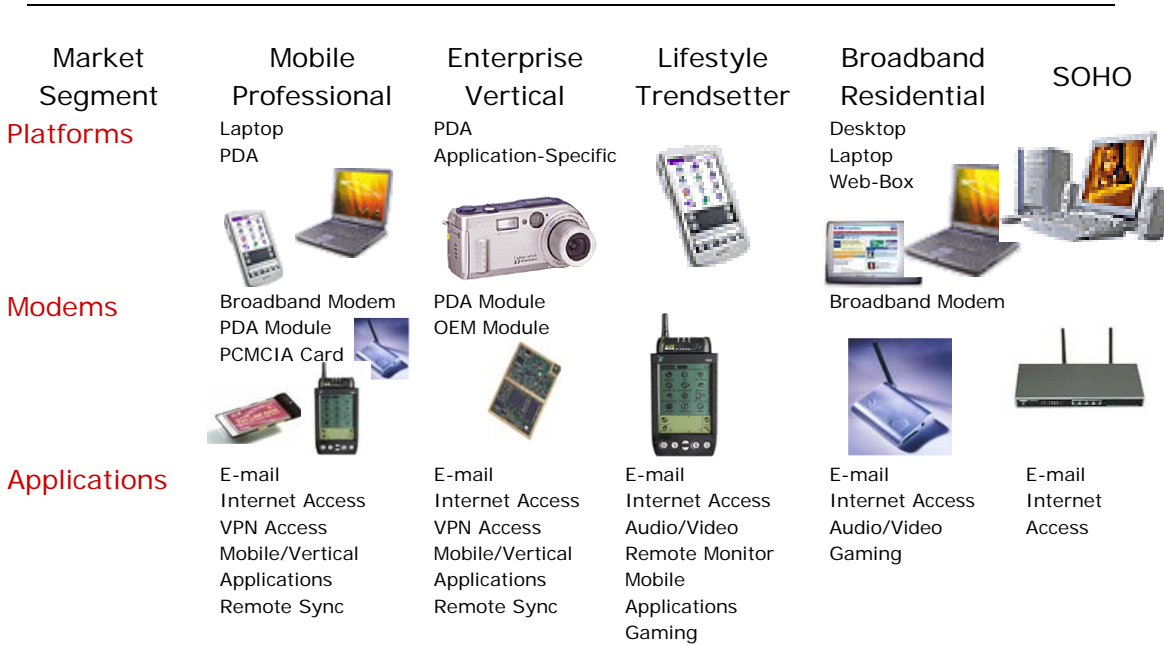 Market
Segment
Mobile
Professional
Enterprise
Vertical
Lifestyle
Trendsetter
Broadband
Residential
SOHO
Platforms
Laptop
PDA
PDA
Application-Specific
Desktop
Laptop
Web-Box
Modems
Broadband Modem
PDA Module
PCMCIA Card
PDA Module
OEM Module
Broadband Modem
Applications
E-mail
Internet Access
VPN Access
Mobile/Vertical
Applications
Remote Sync
E-mail
Internet Access
VPN Access
Mobile/Vertical
Applications
Remote Sync
E-mail
Internet Access
Audio/Video
Remote Monitor
Mobile
Applications
Gaming
E-mail
Internet Access
Audio/Video
Gaming
E-mail
Internet
Access